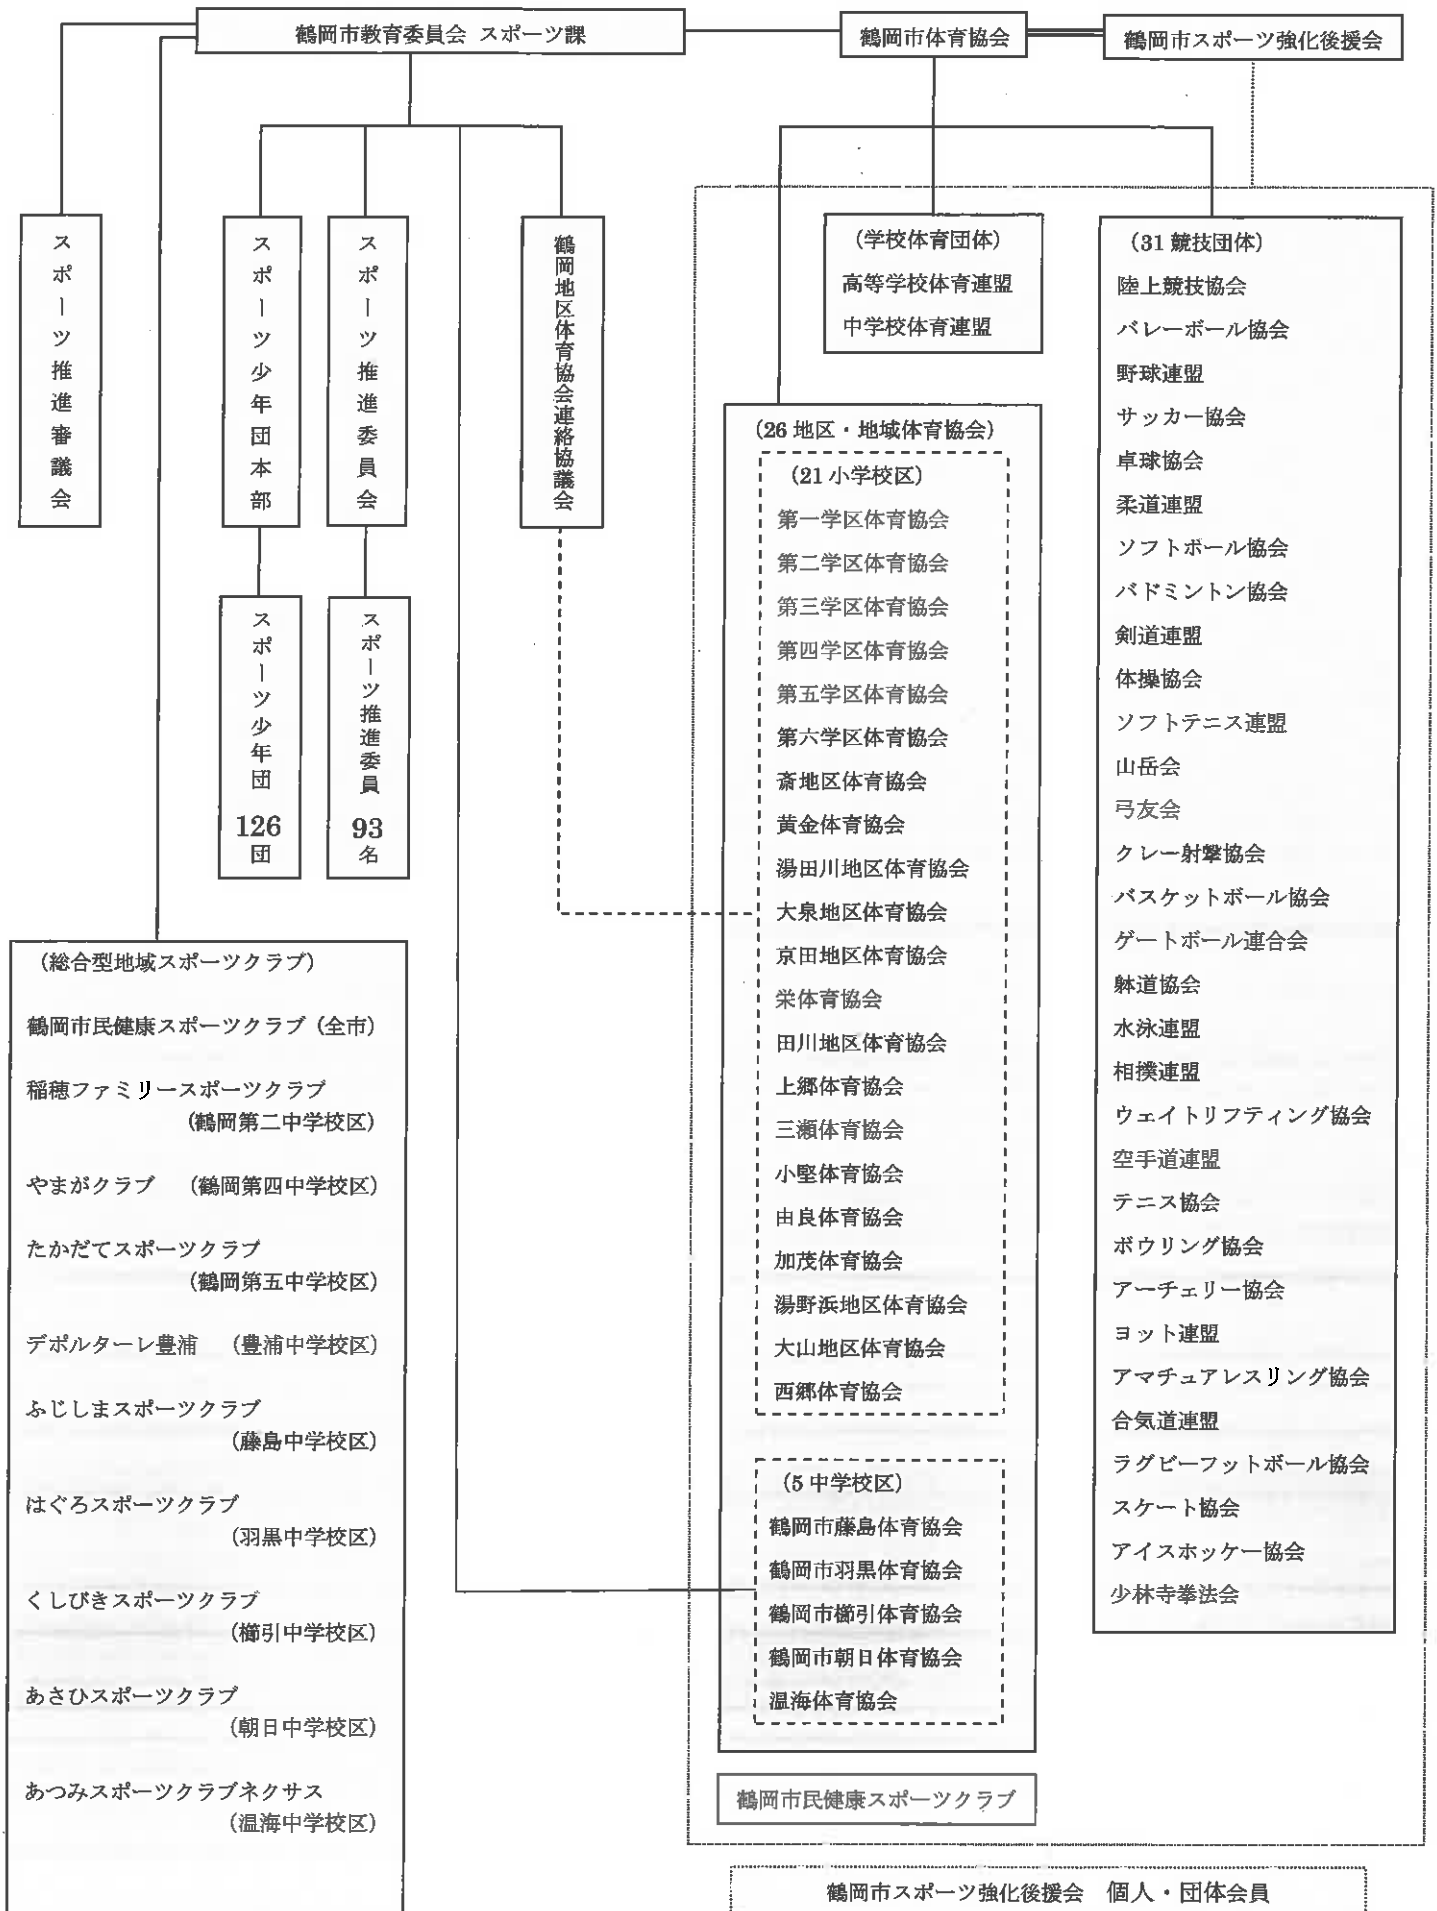 鶴岡市教育委員会 スポーツ課
鶴岡市体育協会
鶴岡市スポーツ強化後援会
スポーツ推進審議会
スポーツ少年団本部
スポーツ推進委員会
鶴岡地区体育協会連絡協議会
スポーツ少年団 126団
スポーツ推進委員 93名
(総合型地域スポーツクラブ)
鶴岡市民健康スポーツクラブ(全市)
稲穂ファミリースポーツクラブ
(鶴岡第二中学校区)
やまがクラブ (鶴岡第四中学校区)
たかだてスポーツクラブ
(鶴岡第五中学校区)
デポルターレ豊浦 (豊浦中学校区)
ふじしまスポーツクラブ
(藤島中学校区)
はぐろスポーツクラブ
(羽黒中学校区)
くしびきスポーツクラブ
(櫛引中学校区)
あさひスポーツクラブ
(朝日中学校区)
あつみスポーツクラブネクサス
(温海中学校区)
(学校体育団体)
高等学校体育連盟
中学校体育連盟
(26 地区・地域体育協会)
(21 小学校区)
第一学区体育協会
第二学区体育協会
第三学区体育協会
第四学区体育協会
第五学区体育協会
第六学区体育協会
斎地区体育協会
黄金体育協会
湯田川地区体育協会
大泉地区体育協会
京田地区体育協会
栄体育協会
田川地区体育協会
上郷体育協会
三瀬体育協会
小堅体育協会
由良体育協会
加茂体育協会
湯野浜地区体育協会
大山地区体育協会
西郷体育協会
(5 中学校区)
鶴岡市藤島体育協会
鶴岡市羽黒体育協会
鶴岡市櫛引体育協会
鶴岡市朝日体育協会
温海体育協会
鶴岡市民健康スポーツクラブ
(31 競技団体)
陸上競技協会
バレーボール協会
野球連盟
サッカー協会
卓球協会
柔道連盟
ソフトボール協会
バドミントン協会
剣道連盟
体操協会
ソフトテニス連盟
山岳会
弓友会
クレー射撃協会
バスケットボール協会
ゲートボール連合会
躰道協会
水泳連盟
相撲連盟
ウェイトリフティング協会
空手道連盟
テニス協会
ボウリング協会
アーチェリー協会
ヨット連盟
アマチュアレスリング協会
合気道連盟
ラグビーフットボール協会
スケート協会
アイスホッケー協会
少林寺拳法会
鶴岡市スポーツ強化後援会 個人・団体会員